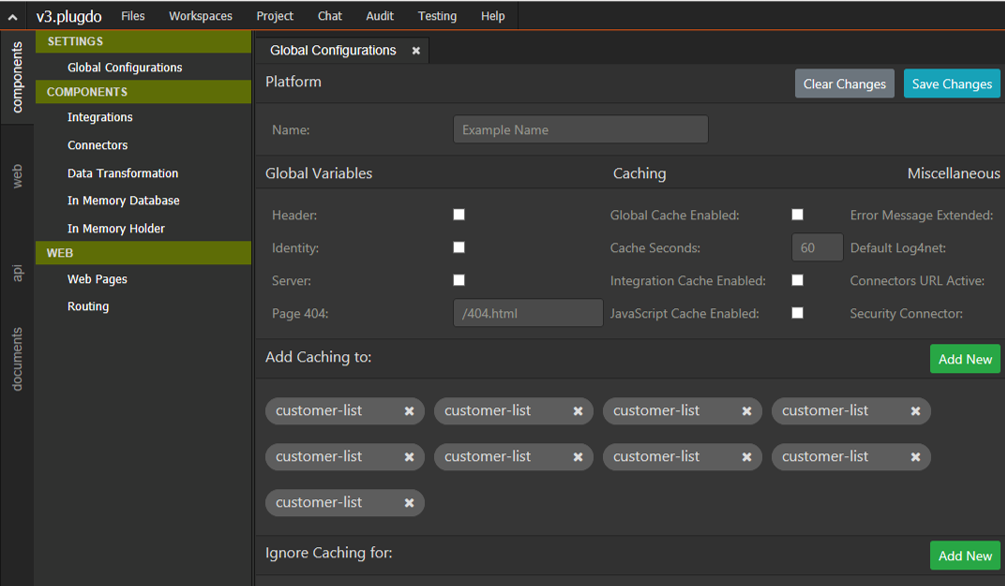 v3.plugdo Files Workspaces Project Chat Audit Testing Help
components
web
api
documents
SETTINGS
Global Configurations
COMPONENTS
Integrations
Connectors
Data Transformation
In Memory Database
In Memory Holder
WEB
Web Pages
Routing
Global Configurations
Platform Clear Changes Save Changes
Name: Example Name
Global Variables Caching Miscellaneous
Header: Global Cache Enabled: Error Message Extended:
Identity: Cache Seconds: 60 Default Log4net:
Server: Integration Cache Enabled: Connectors URL Active:
Page 404: /404.html JavaScript Cache Enabled: Security Connector:
Add Caching to: Add New
customer-list customer-list customer-list customer-list
customer-list customer-list customer-list customer-list
customer-list
Ignore Caching for: Add New